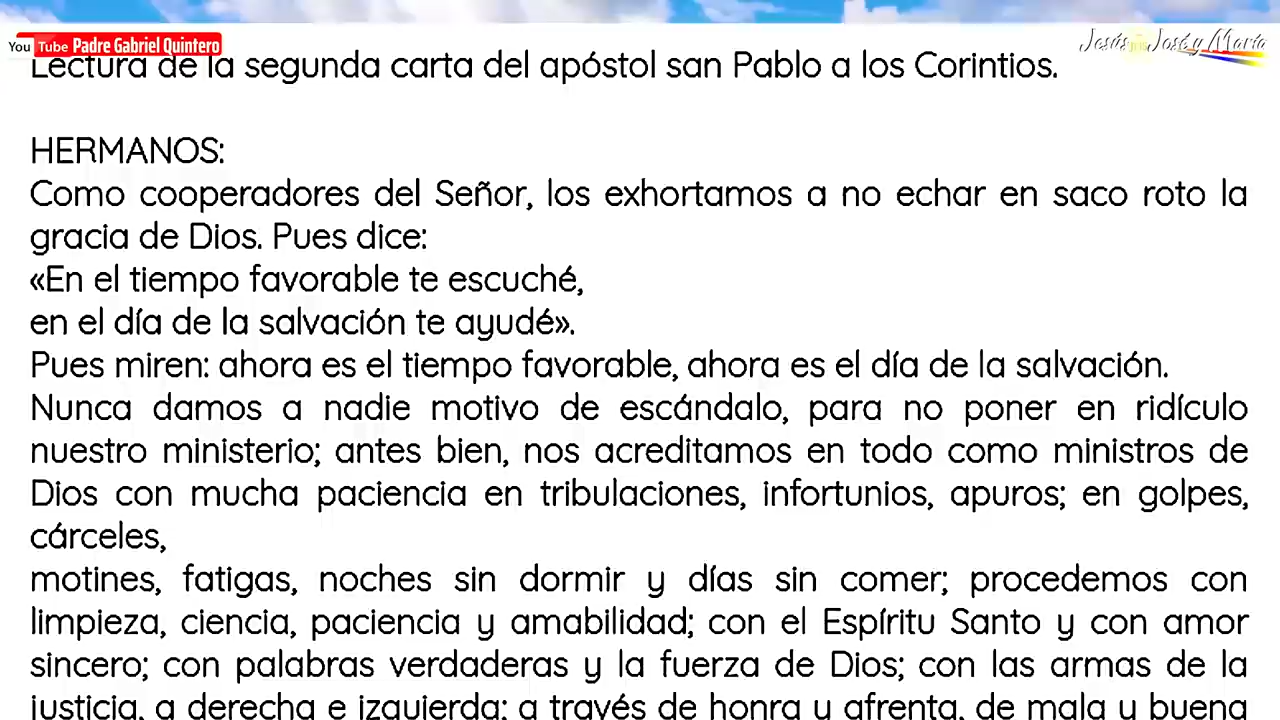 You Tube Padre Gabriel Quintero
Jesús José y María
Lectura de la segunda carta del apóstol san Pablo a los Corintios.
HERMANOS:
Como cooperadores del Señor, los exhortamos a no echar en saco roto la
gracia de Dios. Pues dice:
«En el tiempo favorable te escuché,
en el día de la salvación te ayudé».
Pues miren: ahora es el tiempo favorable, ahora es el día de la salvación.
Nunca damos a nadie motivo de escándalo, para no poner en ridículo
nuestro ministerio; antes bien, nos acreditamos en todo como ministros de
Dios con mucha paciencia en tribulaciones, infortunios, apuros; en golpes,
cárceles,
motines, fatigas, noches sin dormir y días sin comer; procedemos con
limpieza, ciencia, paciencia y amabilidad; con el Espíritu Santo y con amor
sincero; con palabras verdaderas y la fuerza de Dios; con las armas de la
justicia, a derecha e izquierda; a través de honra y afrenta, de mala y buena